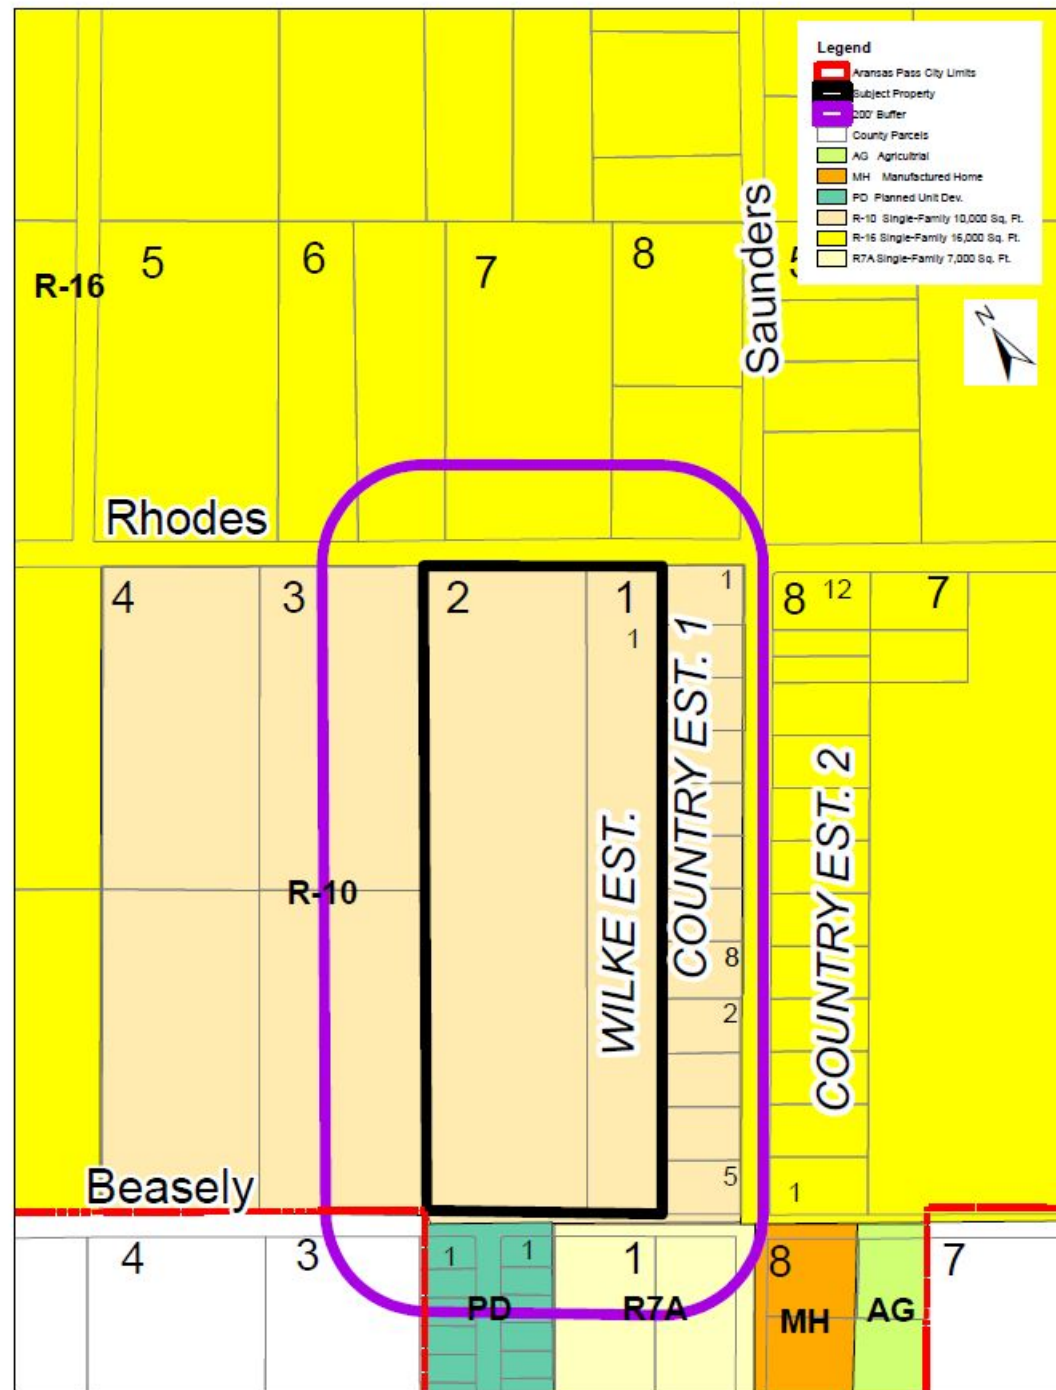 Legend
Aransas Pass City Limits
Subject Property
200' Buffer
County Parcels
AG Agricultrial
MH Manufactured Home
PD Planned Unit Dev.
R-10 Single-Family 10,000 Sq. Ft.
R-16 Single-Family 16,000 Sq. Ft.
R7A Single-Family 7,000 Sq. Ft.
N
Saunders
R-16
5
6
7
8
5
Rhodes
4
3
2
1
1
1
8
12
7
COUNTRY EST. 1
WILKE EST.
COUNTRY EST. 2
R-10
8
2
5
1
Beasely
4
3
1
1
1
8
7
PD
R7A
MH
AG